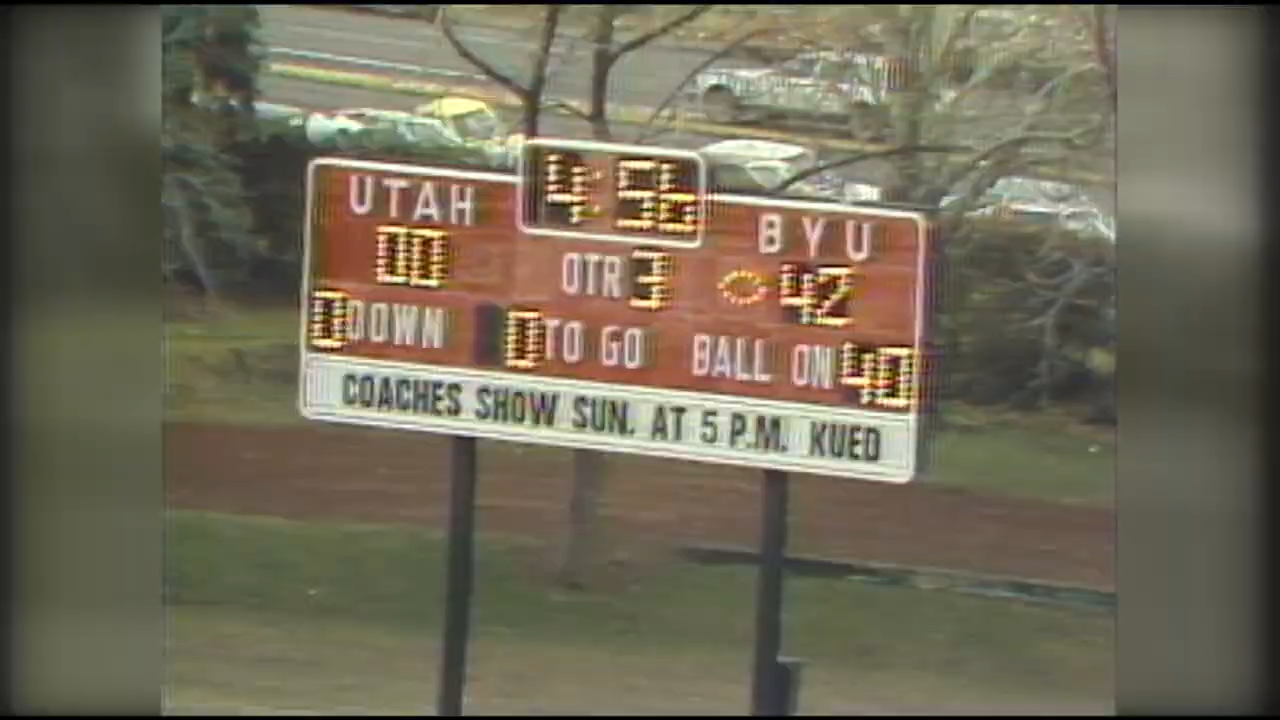 4:56
UTAH BYU
00 QTR 3 42
0 DOWN 0 TO GO BALL ON 40
COACHES SHOW SUN. AT 5 P.M. KUED